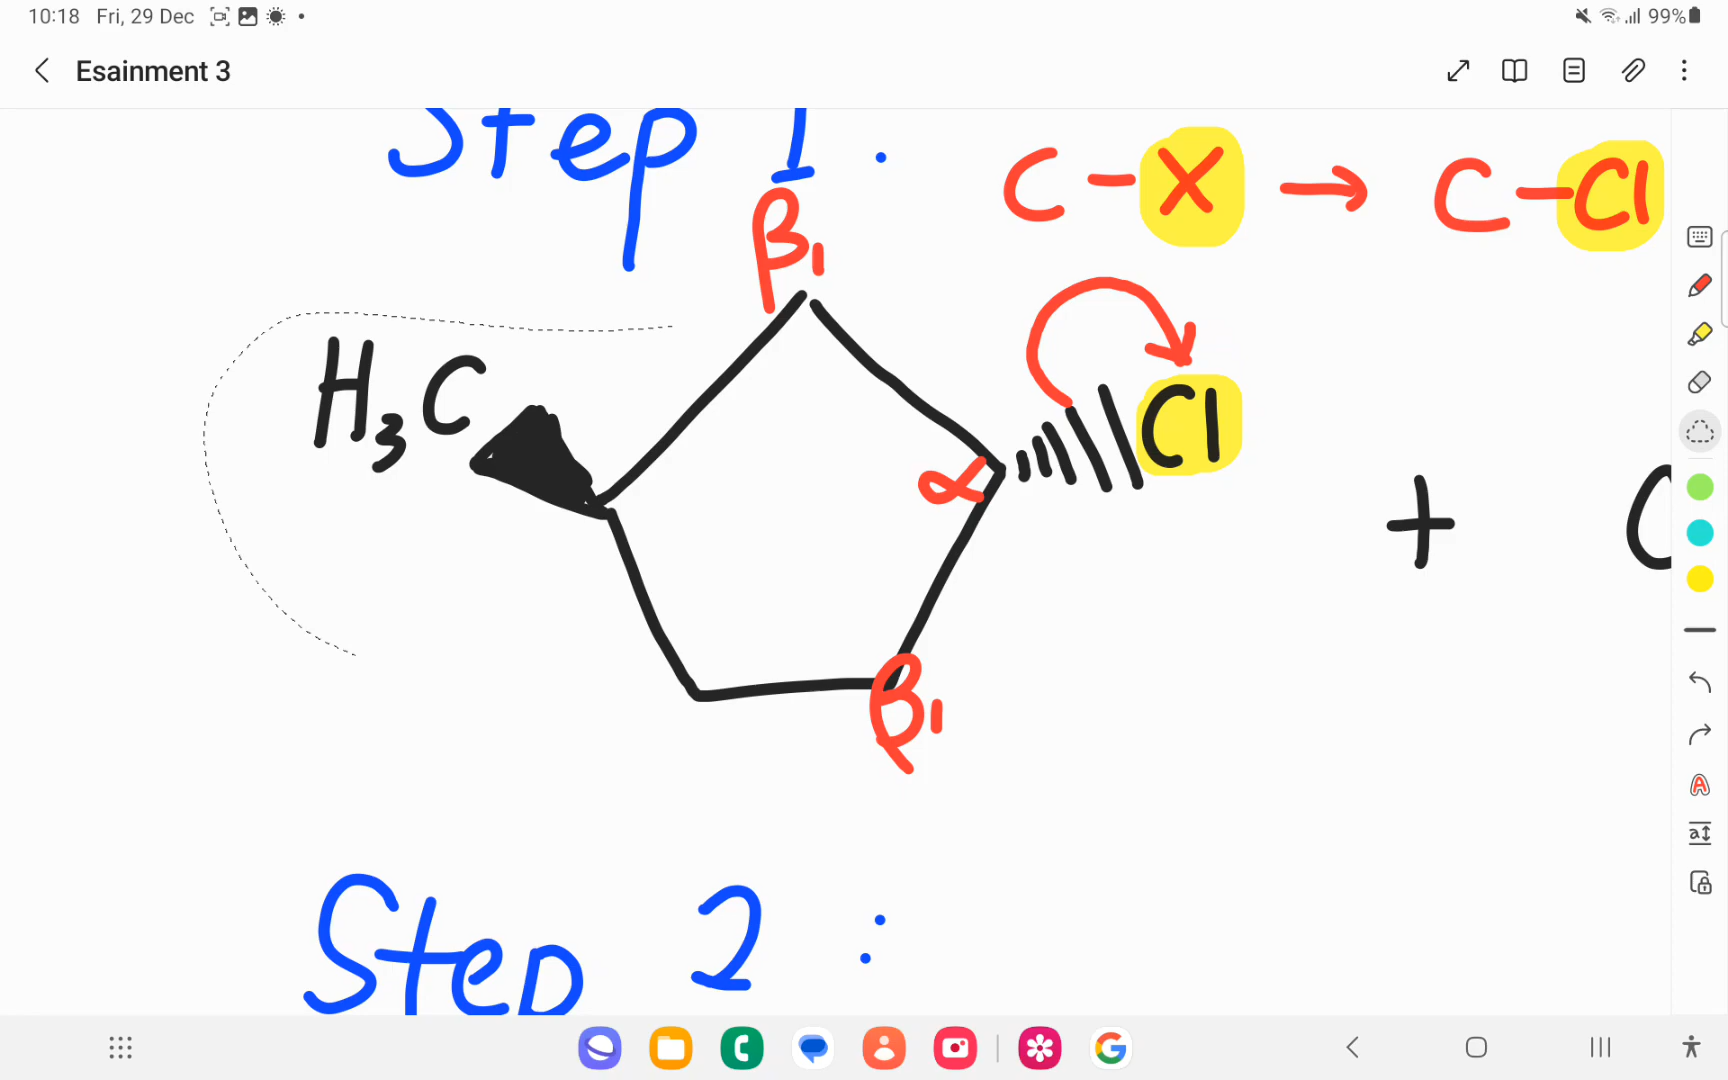 10:18 Fri, 29 Dec 99%
Esainment 3
Step 1 :
C - X → C - Cl
β1
H3C
Cl
α
+
β1
Step 2 :